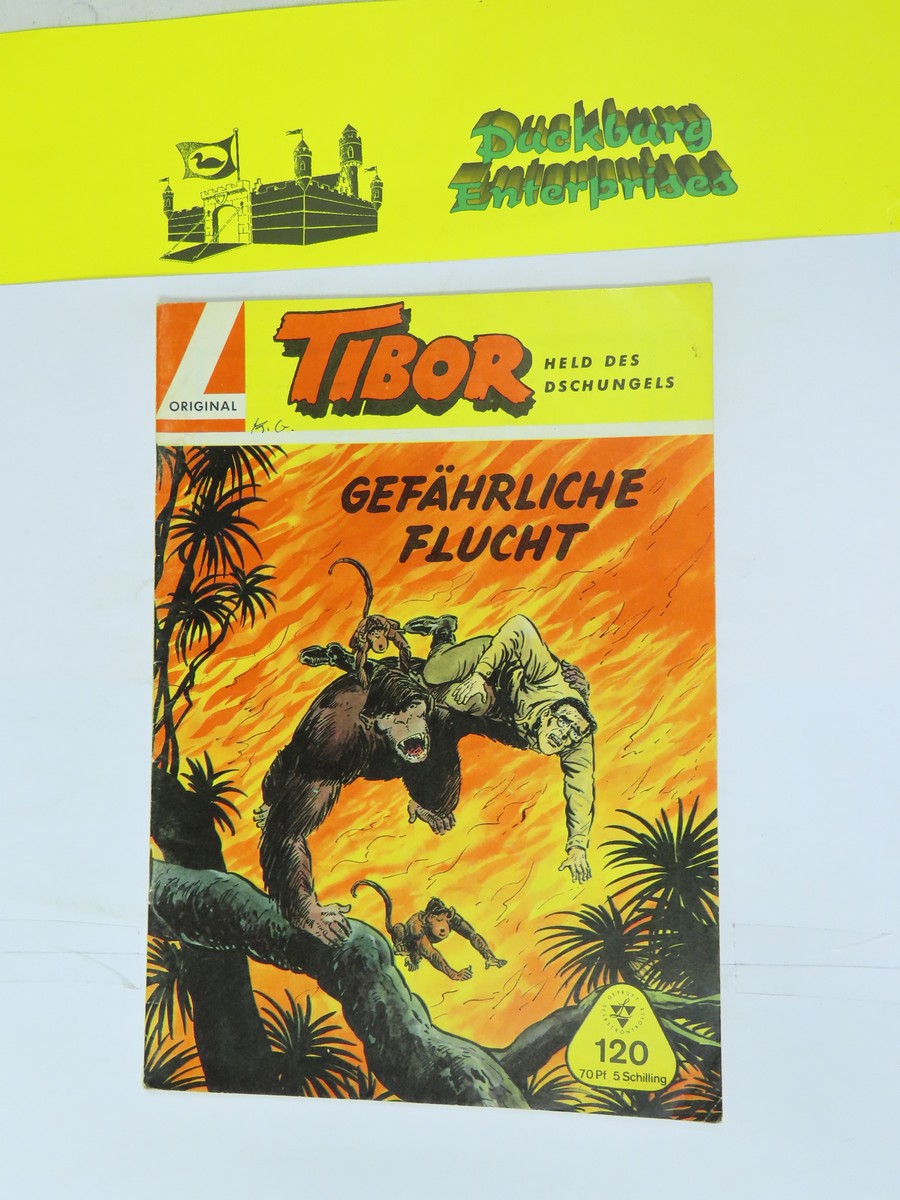 Duckburg
Enterprises
ORIGINAL
TIBOR
HELD DES
DSCHUNGELS
K. G.
GEFÄHRLICHE
FLUCHT
120
70 Pf 5 Schilling